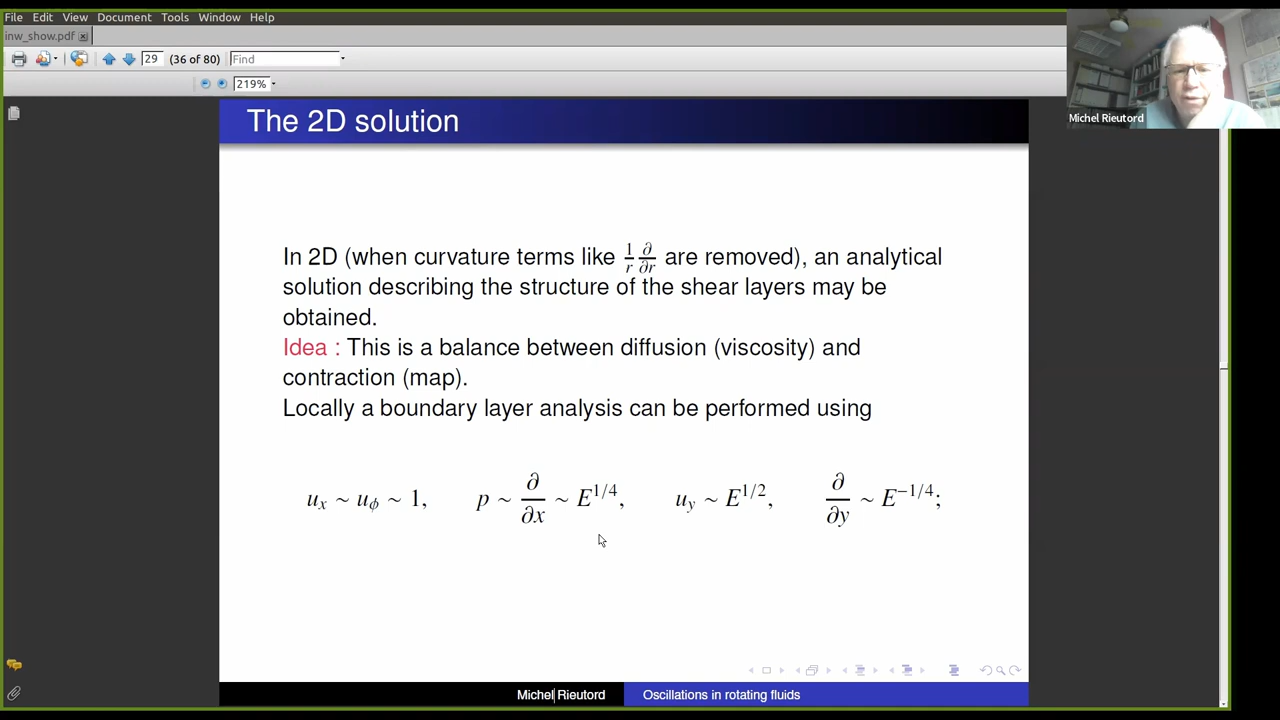 File Edit View Document Tools Window Help
inw_show.pdf
29 (36 of 80) Find
219%
Michel Rieutord
The 2D solution
In 2D (when curvature terms like \frac{1}{r}\frac{∂}{∂r} are removed), an analytical
solution describing the structure of the shear layers may be
obtained.
Idea : This is a balance between diffusion (viscosity) and
contraction (map).
Locally a boundary layer analysis can be performed using
u_x ∼ u_ϕ ∼ 1, p ∼ \frac{∂}{∂x} ∼ E^{1/4}, u_y ∼ E^{1/2}, \frac{∂}{∂y} ∼ E^{−1/4};
Michel Rieutord Oscillations in rotating fluids